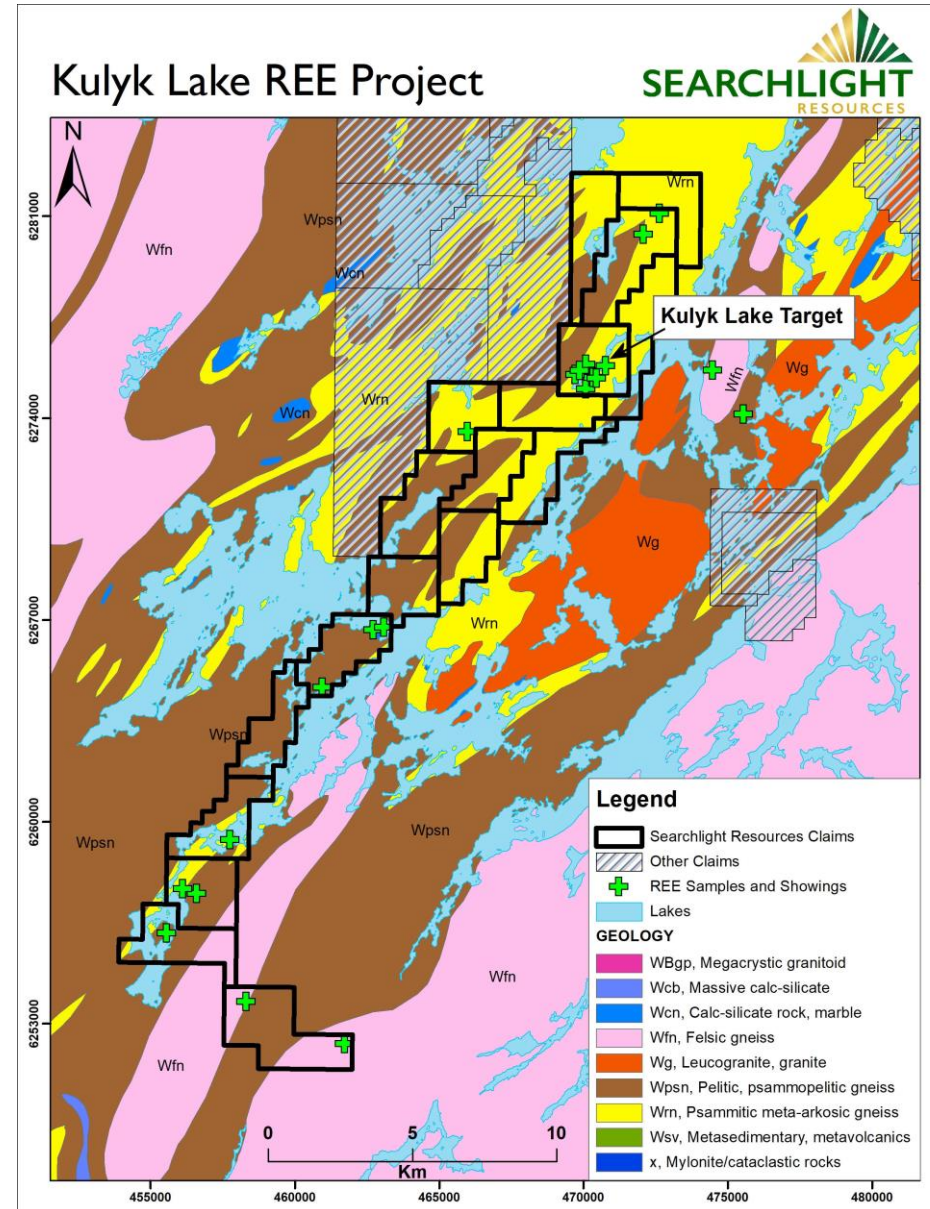 Kulyk Lake REE Project
SEARCHLIGHT
RESOURCES
N
6281000
6274000
6267000
6260000
6253000
Wrn
Wpsn
Wfn
Wcn
Kulyk Lake Target
Wfn
Wg
Wrn
Wcn
Wg
Wrn
Wpsn
Wpsn
Wpsn
Wfn
Wfn
0 5 10
Km
Legend
Searchlight Resources Claims
Other Claims
REE Samples and Showings
Lakes
GEOLOGY
WBgp, Megacrystic granitoid
Wcb, Massive calc-silicate
Wcn, Calc-silicate rock, marble
Wfn, Felsic gneiss
Wg, Leucogranite, granite
Wpsn, Pelitic, psammopelitic gneiss
Wrn, Psammitic meta-arkosic gneiss
Wsv, Metasedimentary, metavolcanics
x, Mylonite/cataclastic rocks
455000 460000 465000 470000 475000 480000